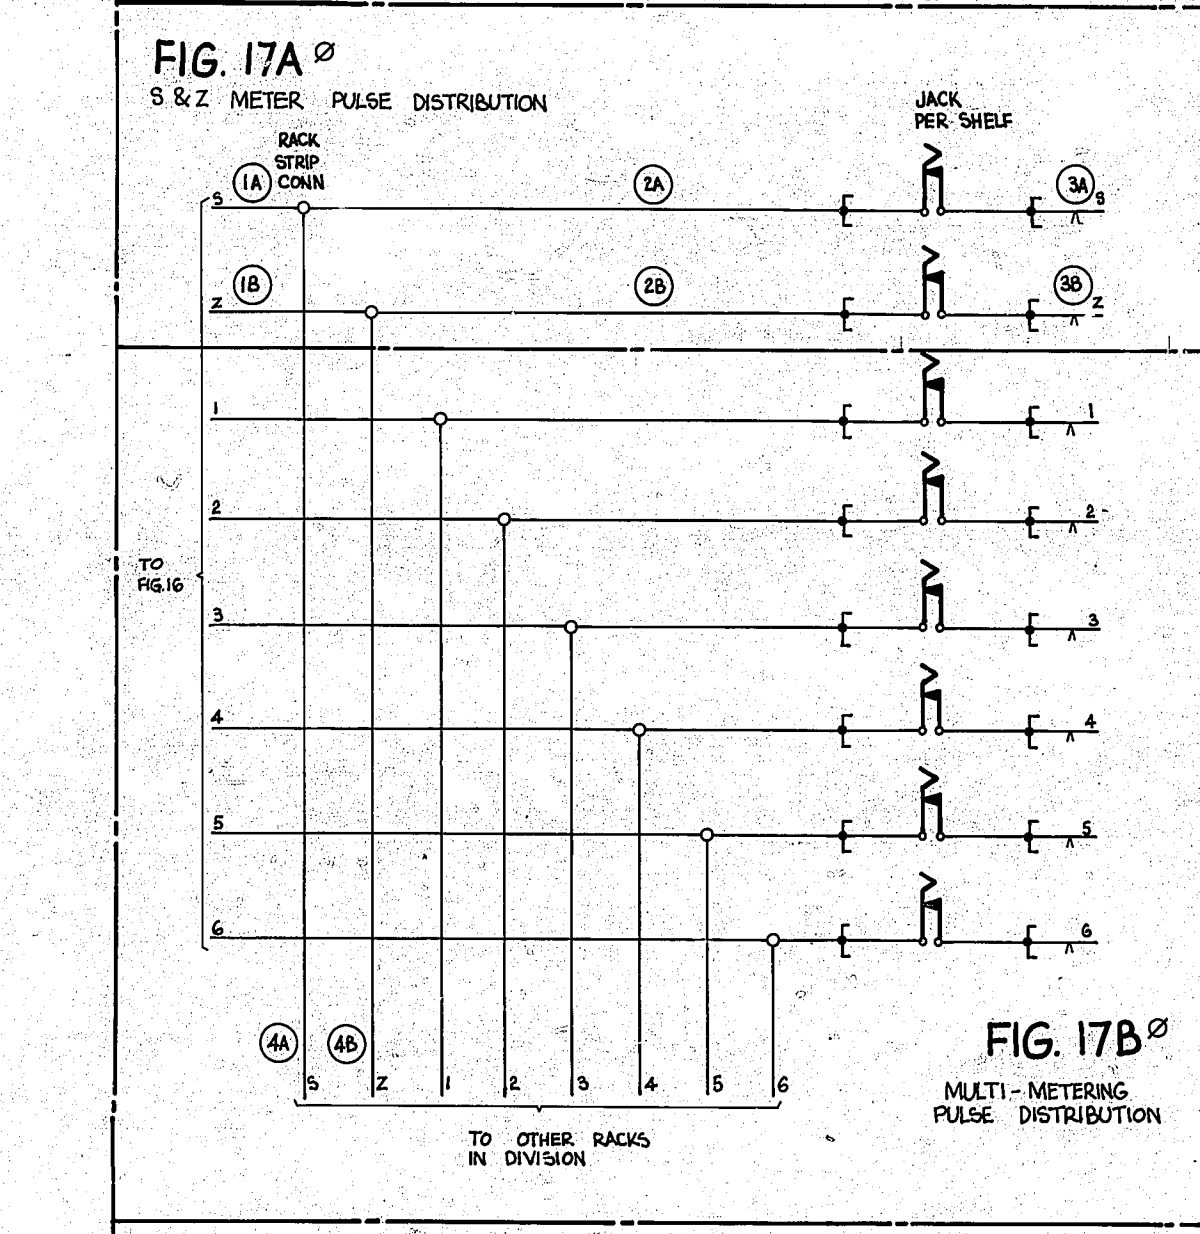 FIG. 17A ø
S & Z METER PULSE DISTRIBUTION
JACK
PER SHELF
RACK
STRIP
CONN
1A
2A
3A
S
S
1B
2B
3B
Z
Z
1
1
2
2
TO
FIG.16
3
3
4
4
5
5
6
6
4A
4B
S
Z
1
2
3
4
5
6
TO OTHER RACKS
IN DIVISION
FIG. 17B ø
MULTI-METERING
PULSE DISTRIBUTION